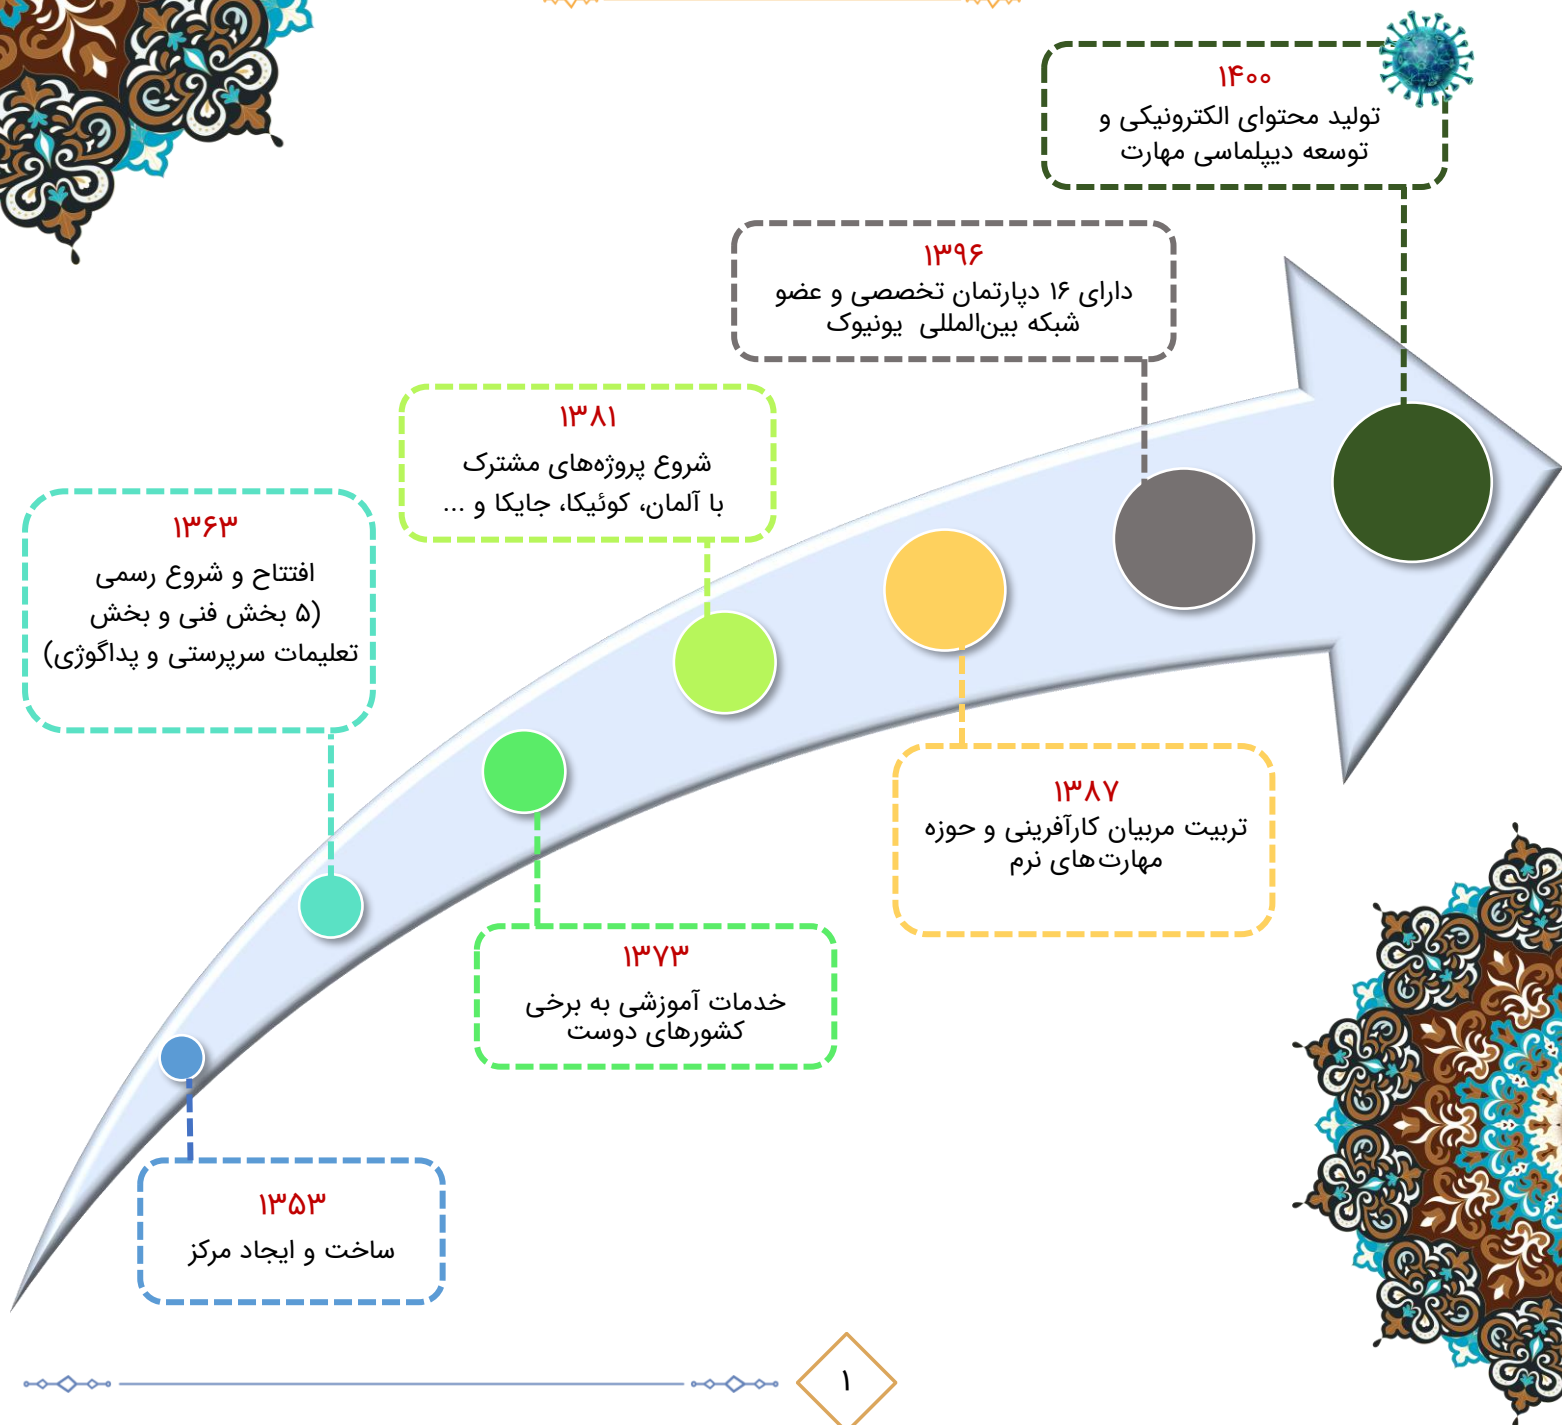 ۱۴۰۰
تولید محتوای الکترونیکی و
توسعه دیپلماسی مهارت
۱۳۹۶
دارای ۱۶ دپارتمان تخصصی و عضو
شبکه بین‌المللی یونیوک
۱۳۸۱
شروع پروژه‌های مشترک
با آلمان، کوئیکا، جایکا و ...
۱۳۶۳
افتتاح و شروع رسمی
(۵ بخش فنی و بخش
تعلیمات سرپرستی و پداگوژی)
۱۳۸۷
تربیت مربیان کارآفرینی و حوزه
مهارت‌های نرم
۱۳۷۳
خدمات آموزشی به برخی
کشورهای دوست
۱۳۵۳
ساخت و ایجاد مرکز
۱